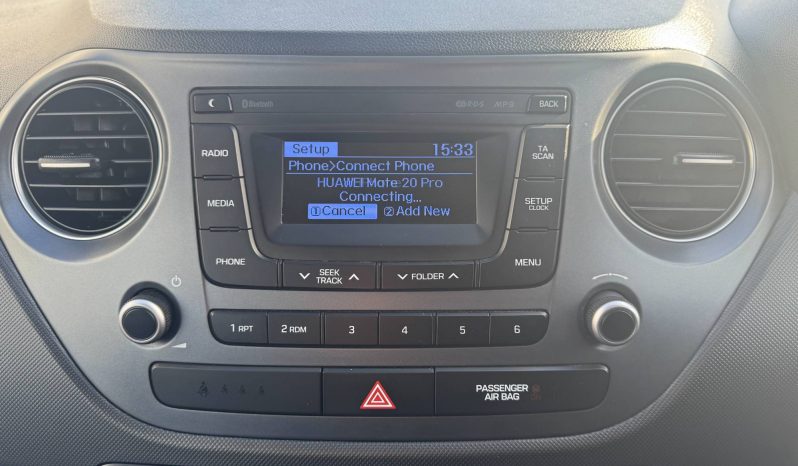 Bluetooth
RDS
MP3
BACK
RADIO
MEDIA
PHONE
Setup 15:33
Phone>Connect Phone
HUAWEI Mate 20 Pro
Connecting...
1Cancel 2Add New
TA
SCAN
SETUP
CLOCK
MENU
SEEK
TRACK
FOLDER
1 RPT
2 RDM
3
4
5
6
PASSENGER
AIR BAG